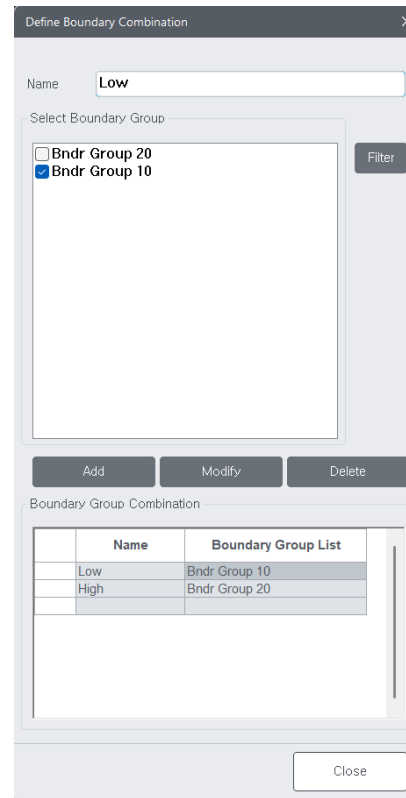 Define Boundary Combination
Name Low
Select Boundary Group
Bndr Group 20
Bndr Group 10
Filter
Add Modify Delete
Boundary Group Combination
Name Boundary Group List
Low Bndr Group 10
High Bndr Group 20
Close